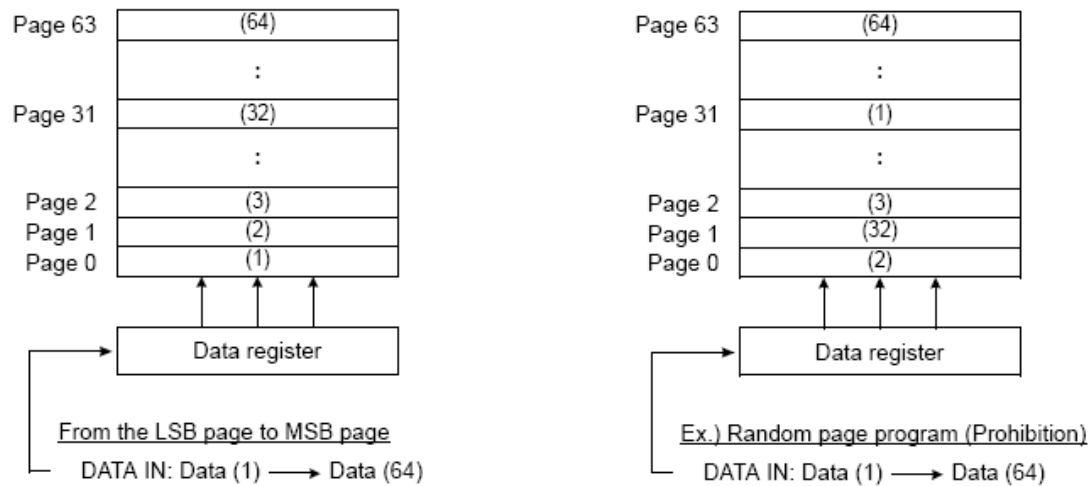 Page 63 (64)
:
Page 31 (32)
:
Page 2 (3)
Page 1 (2)
Page 0 (1)
Data register
From the LSB page to MSB page
DATA IN: Data (1) Data (64)
Page 63 (64)
:
Page 31 (1)
:
Page 2 (3)
Page 1 (32)
Page 0 (2)
Data register
Ex.) Random page program (Prohibition)
DATA IN: Data (1) Data (64)